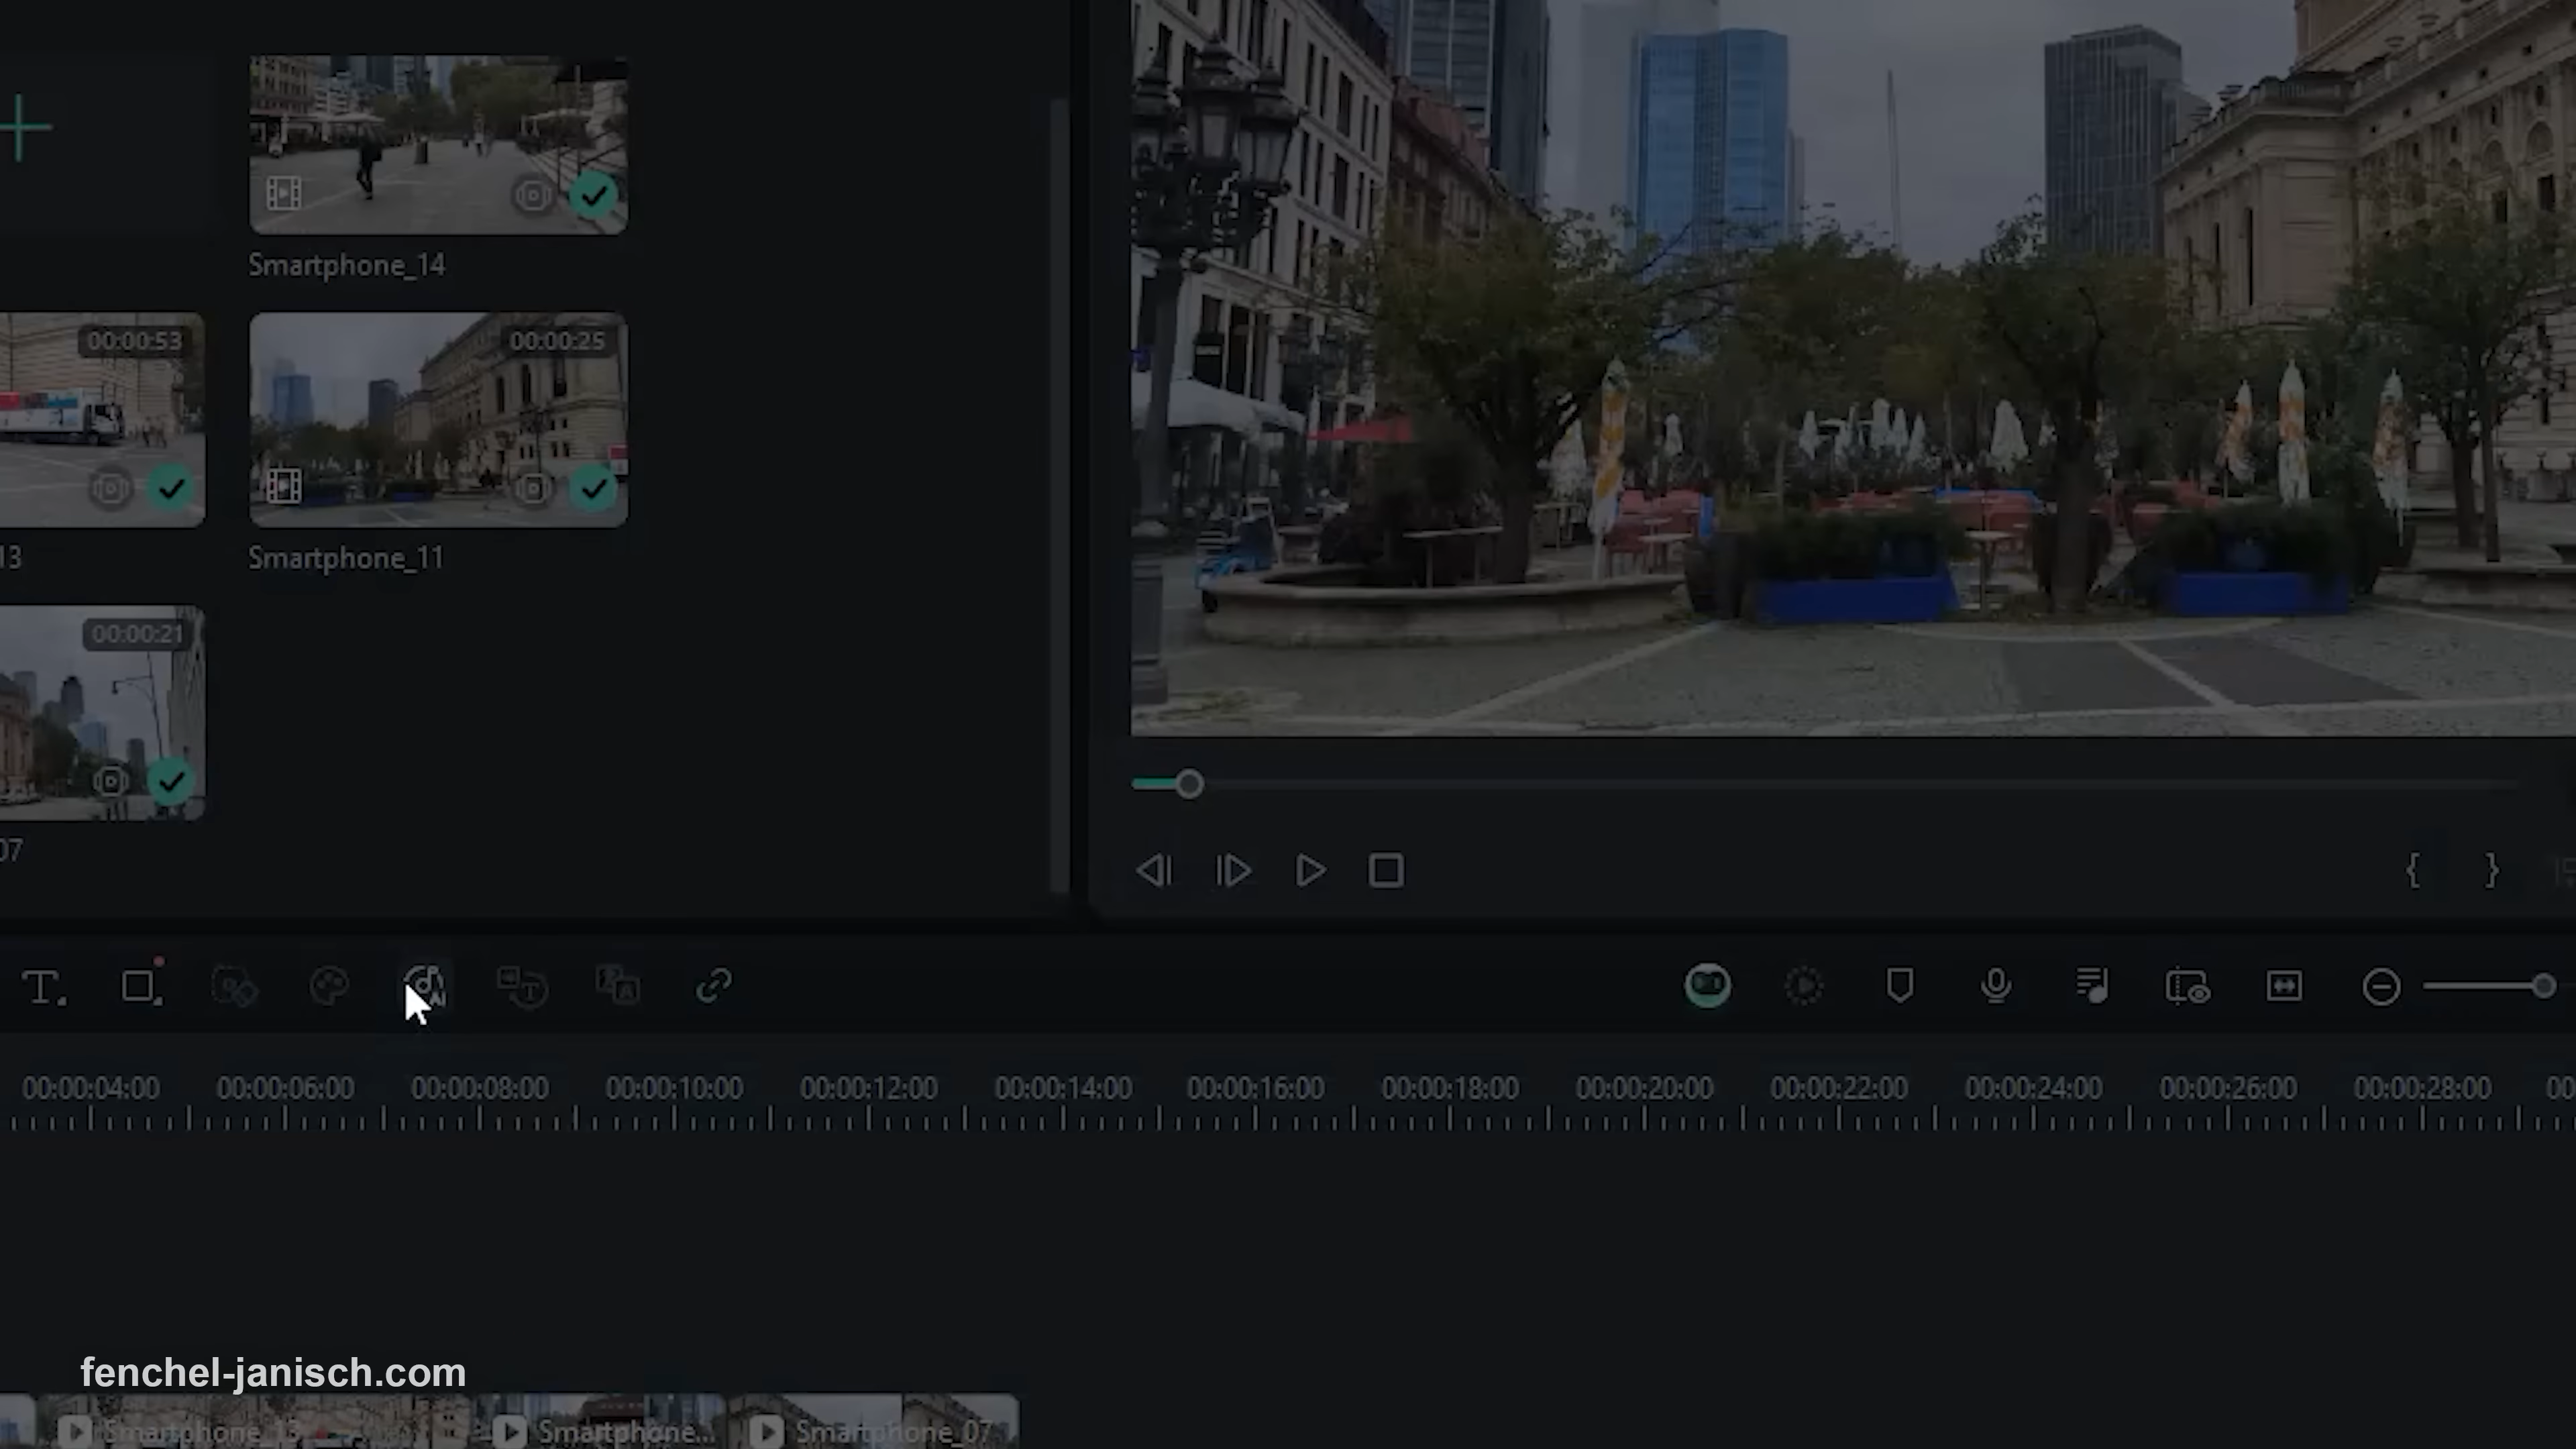 Smartphone_14
00:00:53
00:00:25
13
Smartphone_11
00:00:21
07
{ }
T
AI
00:00:04:00 00:00:06:00 00:00:08:00 00:00:10:00 00:00:12:00 00:00:14:00 00:00:16:00 00:00:18:00 00:00:20:00 00:00:22:00 00:00:24:00 00:00:26:00 00:00:28:00 00
fenchel-janisch.com
Smartphone_13 Smartphone... Smartphone_07